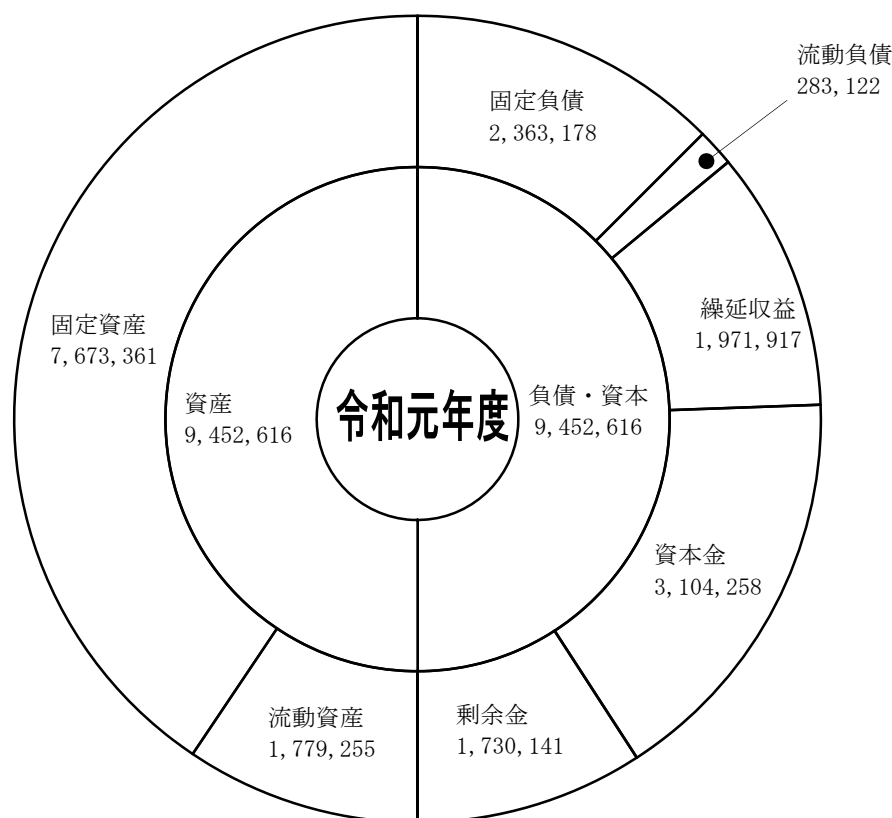 流動負債
283,122
固定負債
2,363,178
繰延収益
1,971,917
固定資産
7,673,361
資産
9,452,616
令和元年度
負債・資本
9,452,616
資本金
3,104,258
流動資産
1,779,255
剰余金
1,730,141